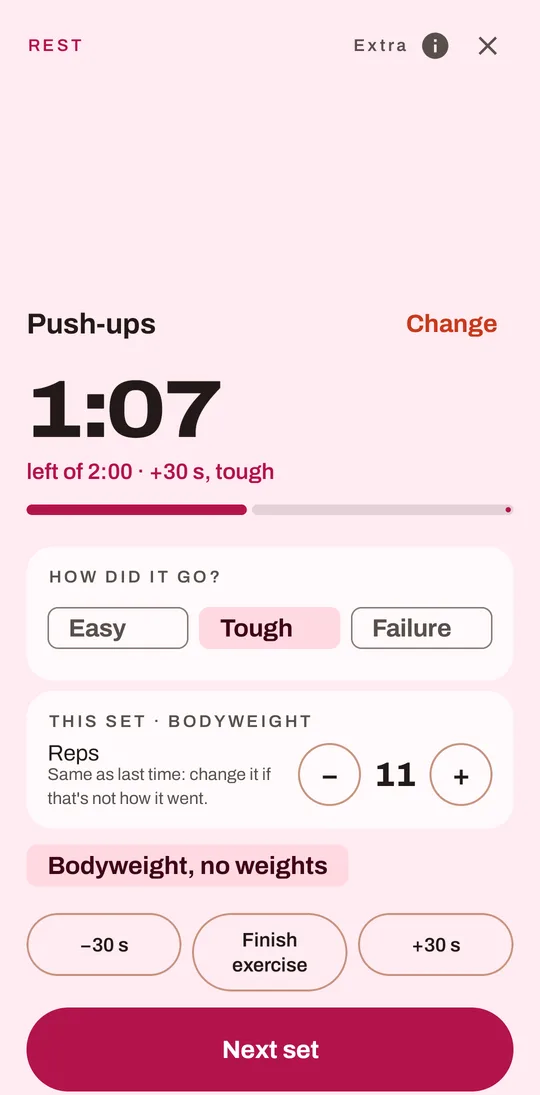 REST
Extra
Push-ups
Change
1:07
left of 2:00 · +30 s, tough
HOW DID IT GO?
Easy
Tough
Failure
THIS SET · BODYWEIGHT
Reps
Same as last time: change it if
that's not how it went.
−
11
+
Bodyweight, no weights
−30 s
Finish
exercise
+30 s
Next set